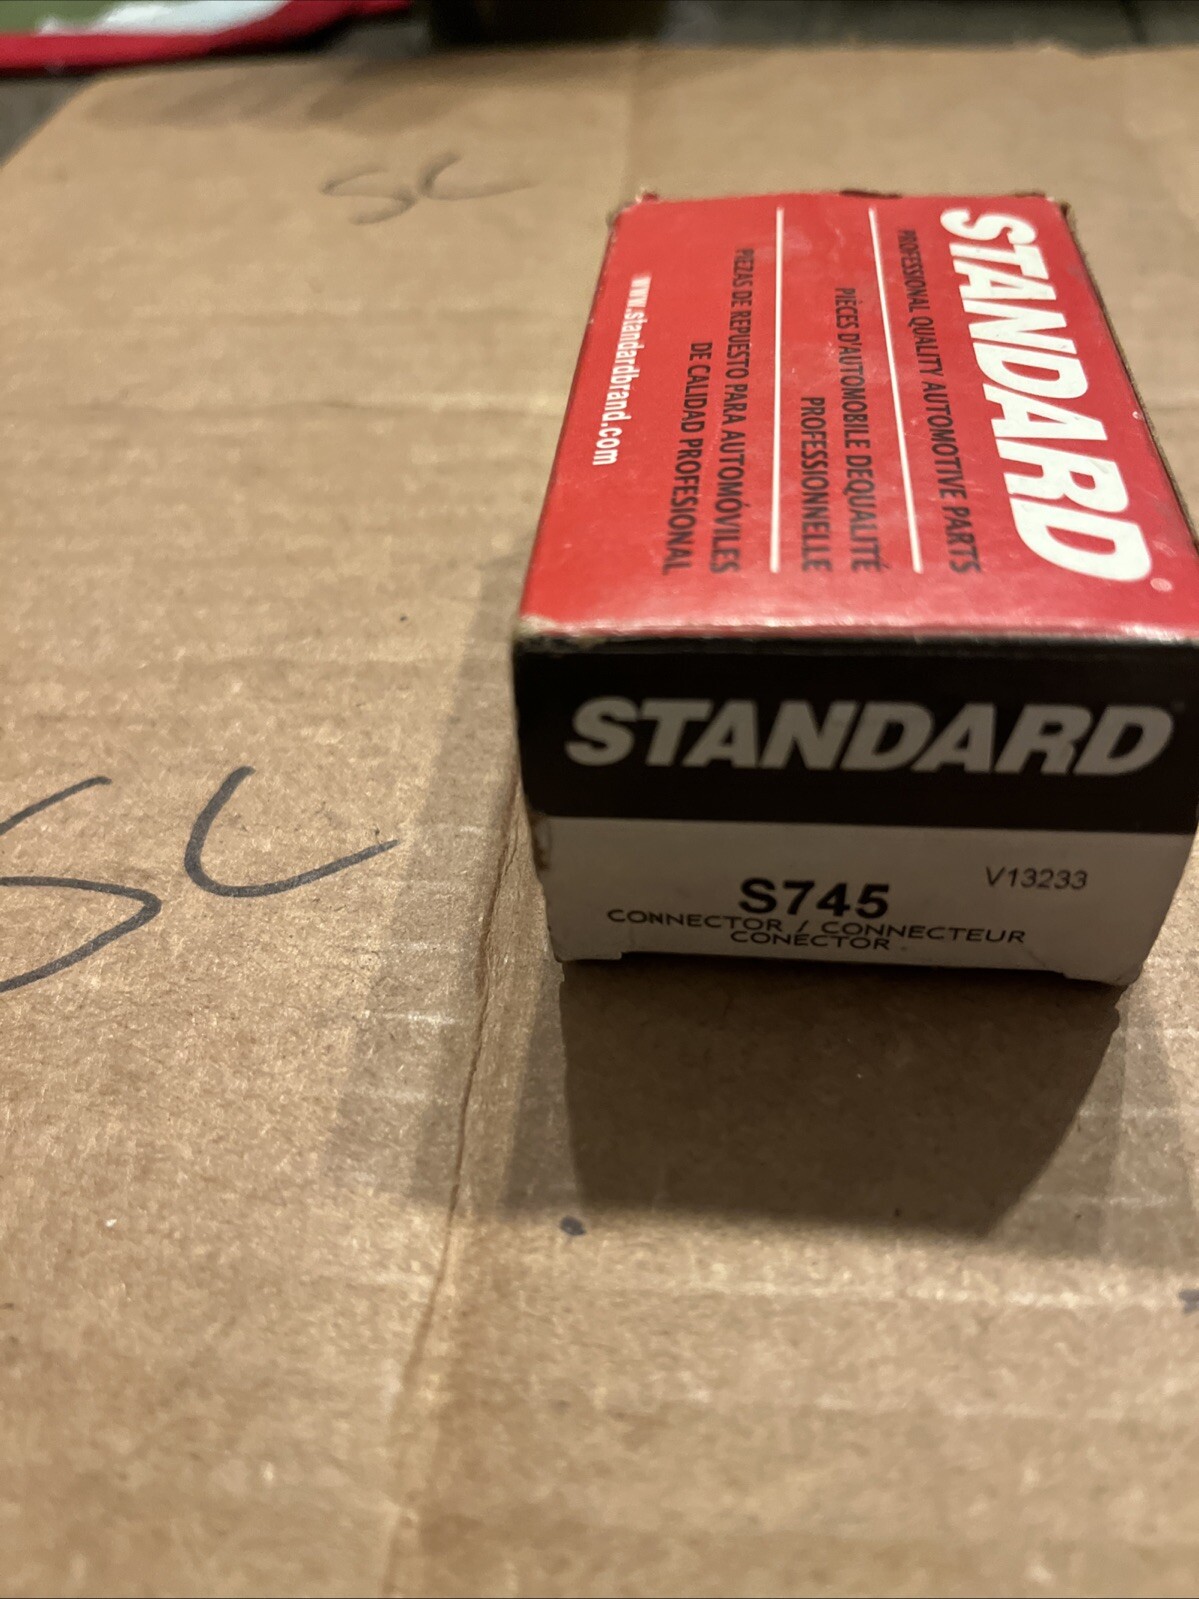 SC
STANDARD®
PROFESSIONAL QUALITY AUTOMOTIVE PARTS
PIÈCES D'AUTOMOBILE DEQUALITÉ
PROFESSIONNELLE
PIEZAS DE REPUESTO PARA AUTOMÓVILES
DE CALIDAD PROFESIONAL
www.standardbrand.com
STANDARD
SC
V13233
S745
CONNECTOR / CONNECTEUR
CONECTOR